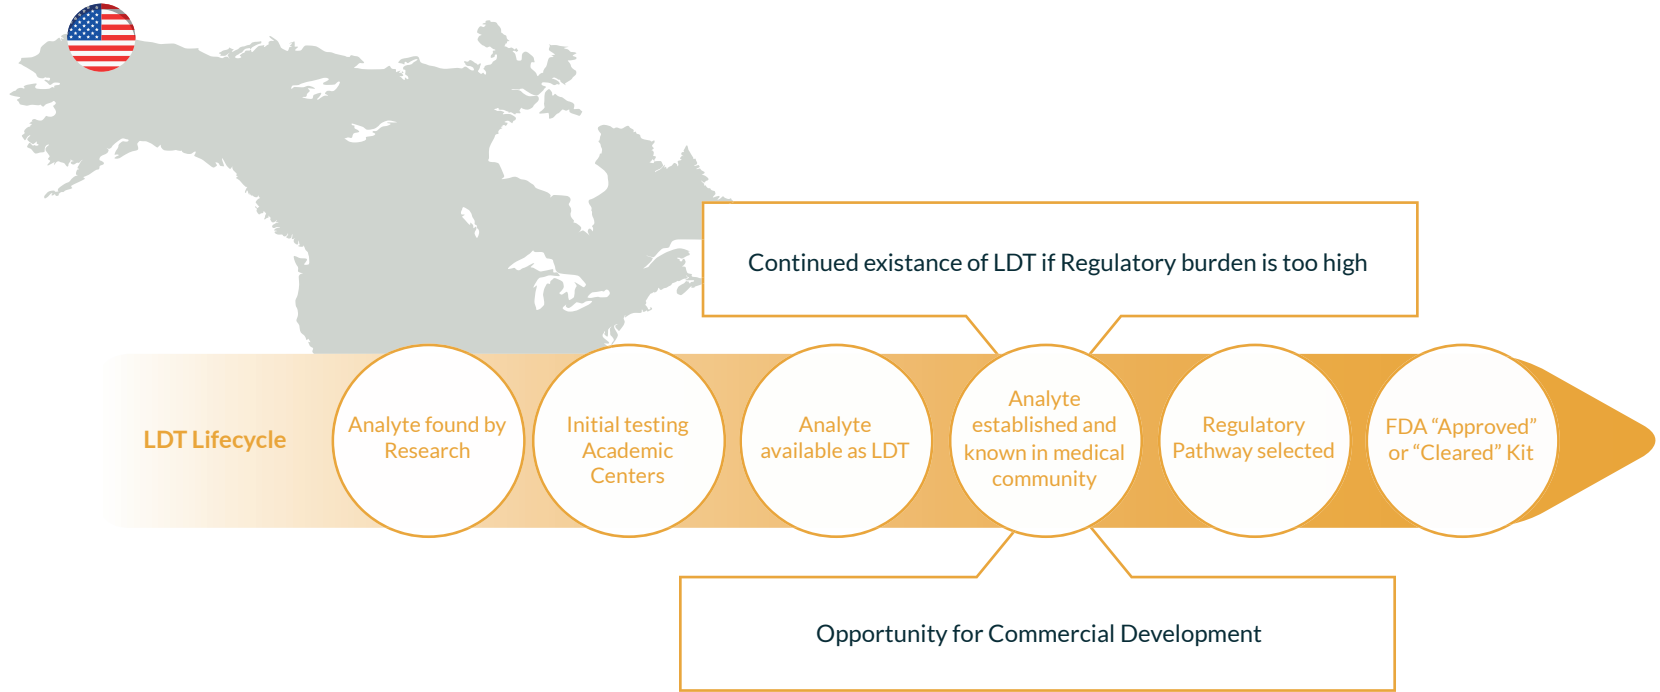 Continued existance of LDT if Regulatory burden is too high
LDT Lifecycle
Analyte found by
Research
Initial testing
Academic
Centers
Analyte
available as LDT
Analyte
established and
known in medical
community
Regulatory
Pathway selected
FDA “Approved”
or “Cleared” Kit
Opportunity for Commercial Development